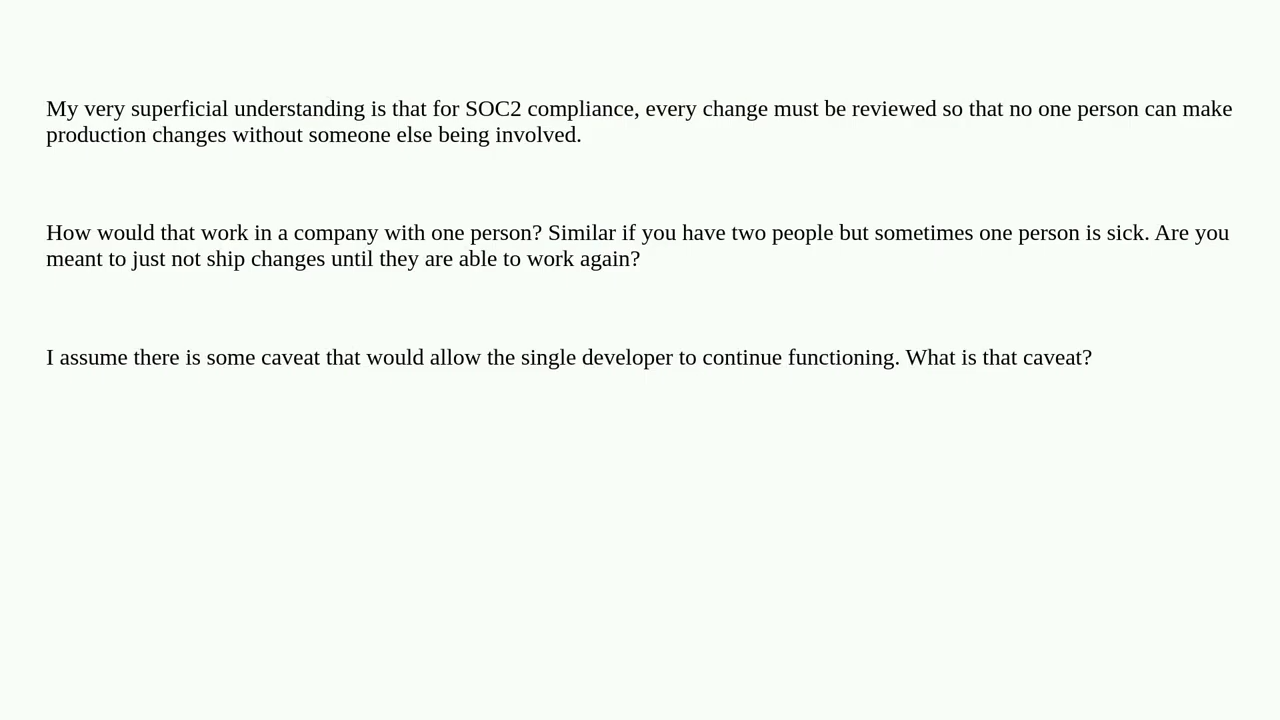 My very superficial understanding is that for SOC2 compliance, every change must be reviewed so that no one person can make
production changes without someone else being involved.
How would that work in a company with one person? Similar if you have two people but sometimes one person is sick. Are you
meant to just not ship changes until they are able to work again?
I assume there is some caveat that would allow the single developer to continue functioning. What is that caveat?